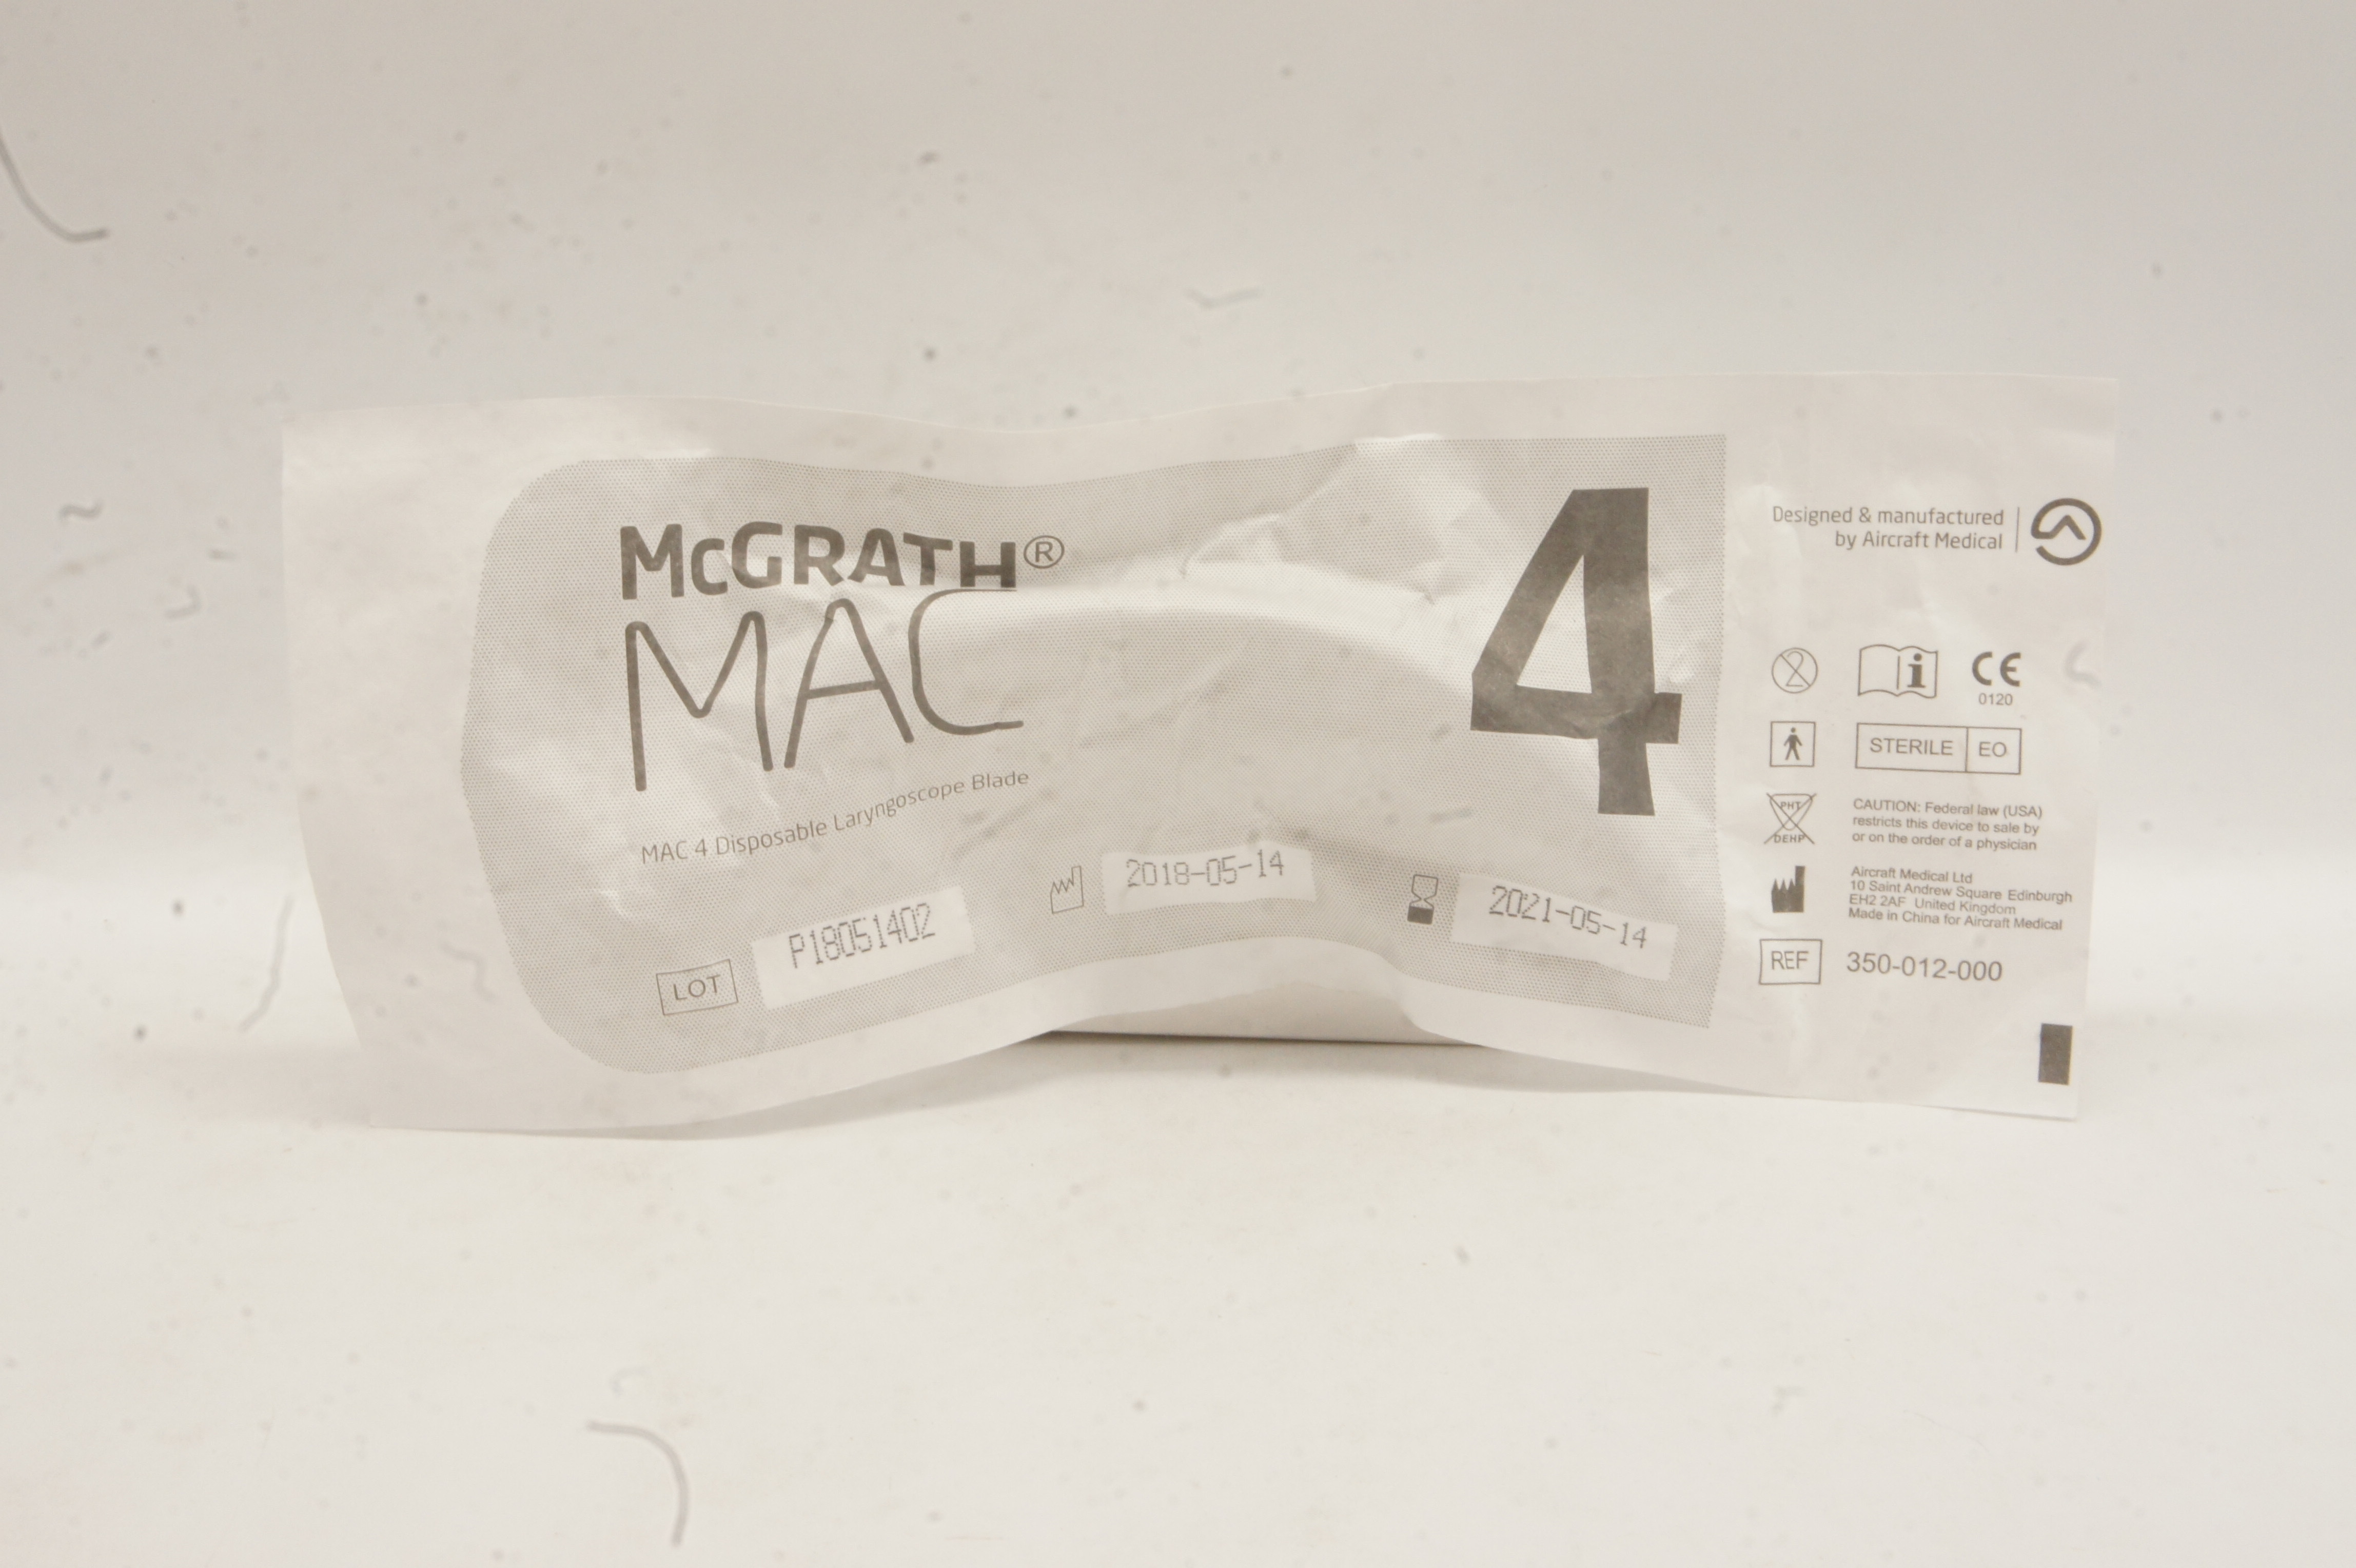 McGRATH®
MAC
MAC 4 Disposable Laryngoscope Blade
LOT P18051402
2018-05-14
2021-05-14
4
Designed & manufactured
by Aircraft Medical
2
i
CE
0120
STERILE EO
PHT
DEHP
CAUTION: Federal law (USA)
restricts this device to sale by
or on the order of a physician
Aircraft Medical Ltd
10 Saint Andrew Square Edinburgh
EH2 2AF United Kingdom
Made in China for Aircraft Medical
REF 350-012-000